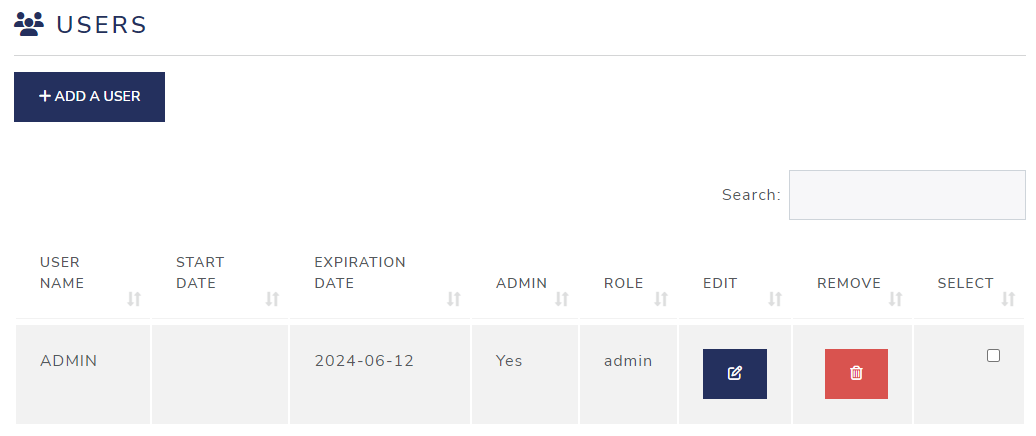 USERS
+ ADD A USER
Search:
USER NAME START DATE EXPIRATION DATE ADMIN ROLE EDIT REMOVE SELECT
ADMIN 2024-06-12 Yes admin